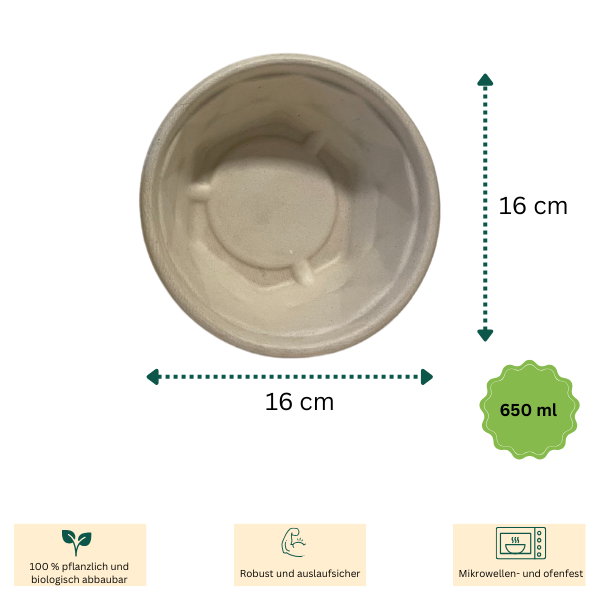 16 cm
16 cm
650 ml
100 % pflanzlich und
biologisch abbaubar
Robust und auslaufsicher
Mikrowellen- und ofenfest